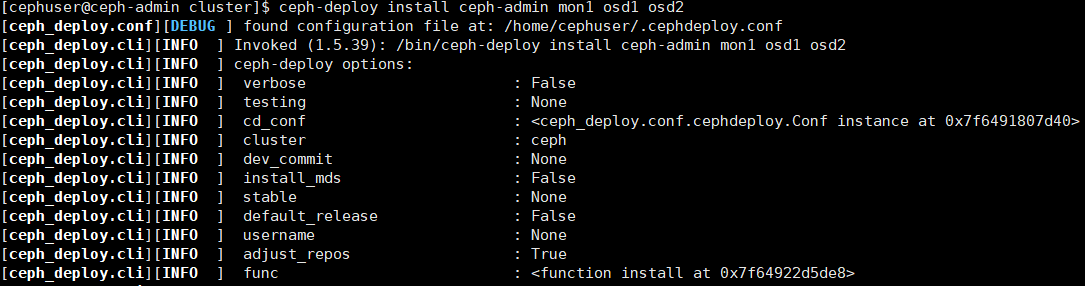 [cephuser@ceph-admin cluster]$ ceph-deploy install ceph-admin mon1 osd1 osd2
[ceph_deploy.conf][DEBUG ] found configuration file at: /home/cephuser/.cephdeploy.conf
[ceph_deploy.cli][INFO  ] Invoked (1.5.39): /bin/ceph-deploy install ceph-admin mon1 osd1 osd2
[ceph_deploy.cli][INFO  ] ceph-deploy options:
[ceph_deploy.cli][INFO  ]  verbose                       : False
[ceph_deploy.cli][INFO  ]  testing                       : None
[ceph_deploy.cli][INFO  ]  cd_conf                       : <ceph_deploy.conf.cephdeploy.Conf instance at 0x7f6491807d40>
[ceph_deploy.cli][INFO  ]  cluster                       : ceph
[ceph_deploy.cli][INFO  ]  dev_commit                    : None
[ceph_deploy.cli][INFO  ]  install_mds                   : False
[ceph_deploy.cli][INFO  ]  stable                        : None
[ceph_deploy.cli][INFO  ]  default_release               : False
[ceph_deploy.cli][INFO  ]  username                      : None
[ceph_deploy.cli][INFO  ]  adjust_repos                  : True
[ceph_deploy.cli][INFO  ]  func                          : <function install at 0x7f64922d5de8>